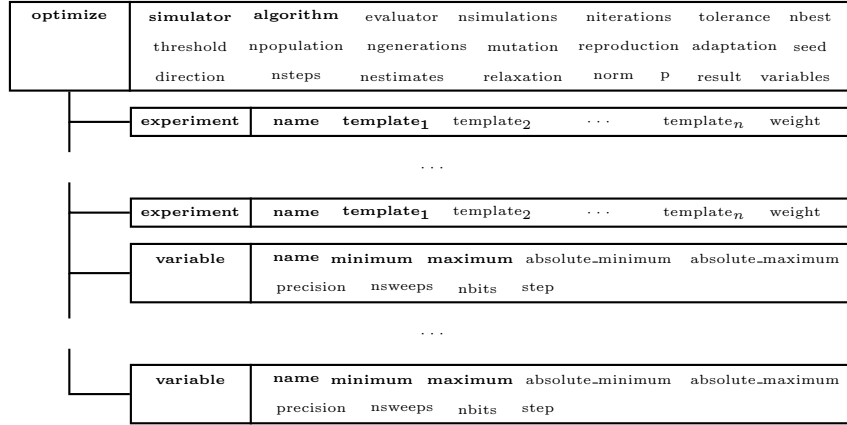 optimize simulator algorithm evaluator nsimulations niterations tolerance nbest
threshold npopulation ngenerations mutation reproduction adaptation seed
direction nsteps nestimates relaxation norm p result variables
experiment name template₁ template₂ ··· templateₙ weight
···
experiment name template₁ template₂ ··· templateₙ weight
variable name minimum maximum absolute_minimum absolute_maximum
precision nsweeps nbits step
···
variable name minimum maximum absolute_minimum absolute_maximum
precision nsweeps nbits step